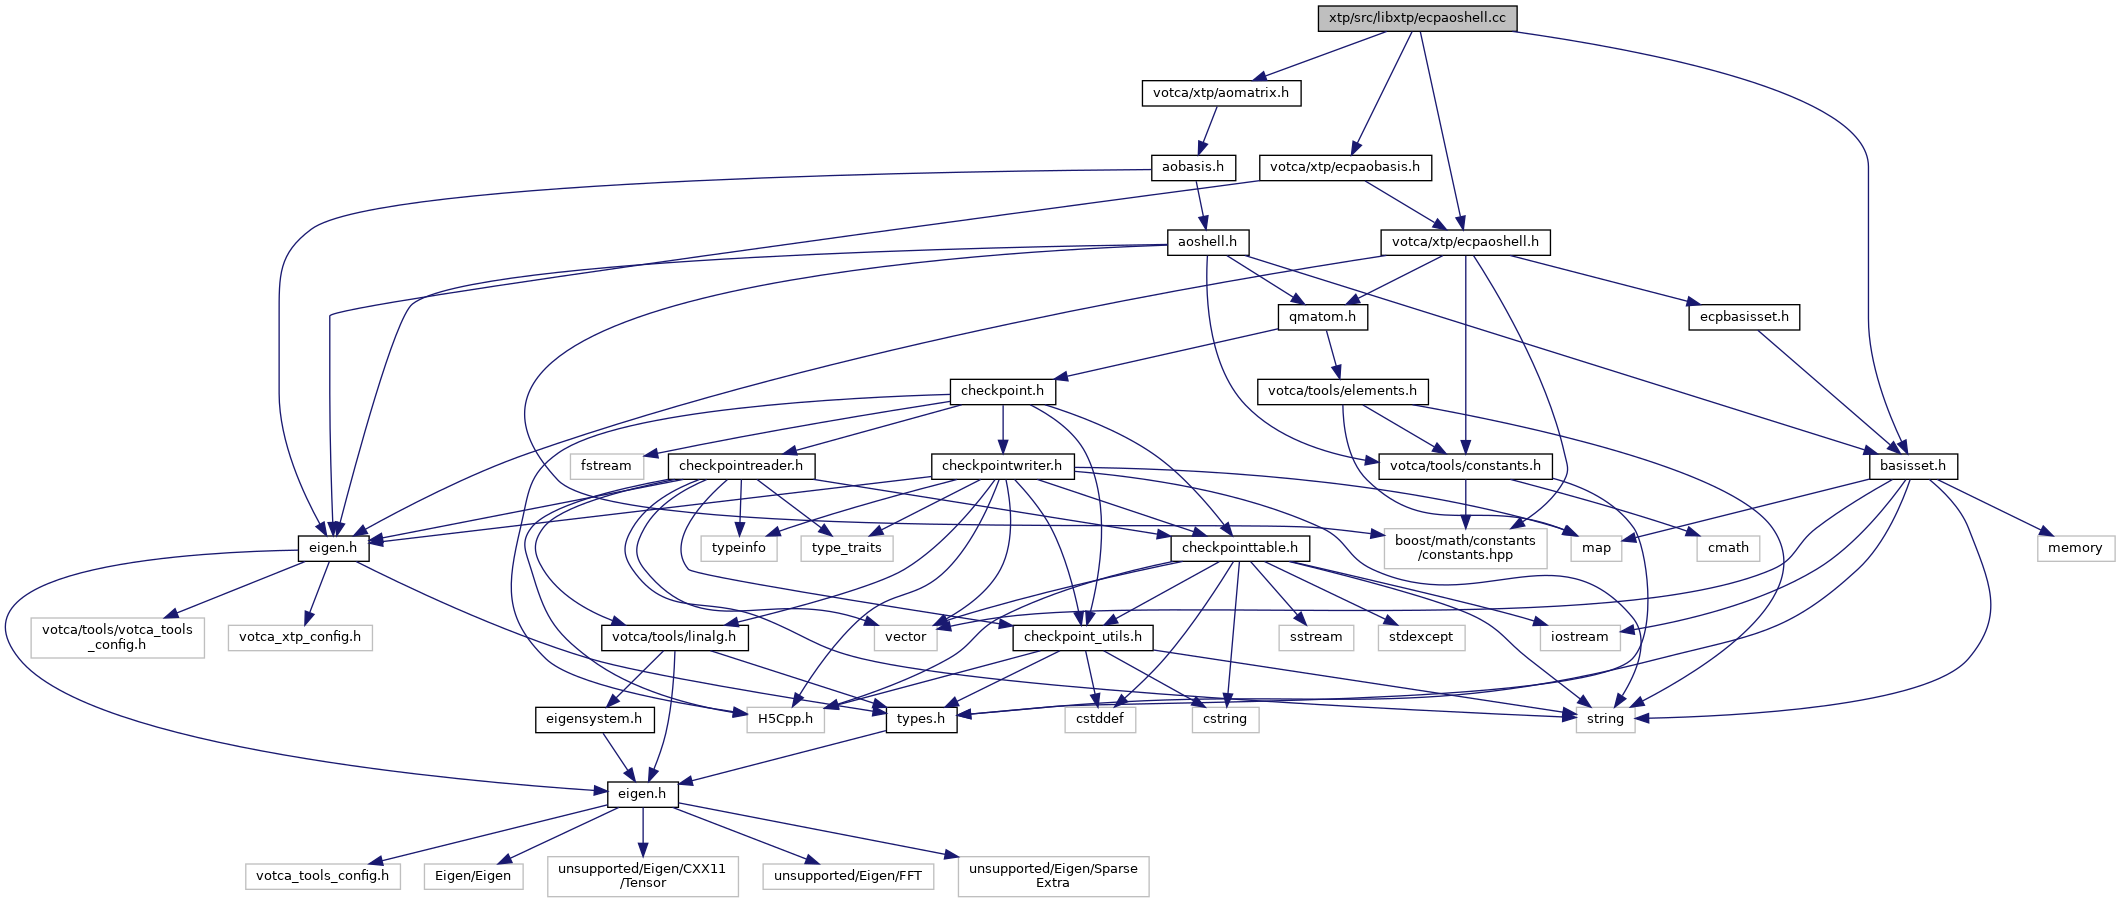 xtp/src/libxtp/ecpaoshell.cc
votca/xtp/aomatrix.h
aobasis.h
votca/xtp/ecpaobasis.h
aoshell.h
votca/xtp/ecpaoshell.h
qmatom.h
ecpbasisset.h
checkpoint.h
votca/tools/elements.h
fstream
checkpointreader.h
checkpointwriter.h
votca/tools/constants.h
basisset.h
eigen.h
typeinfo
type_traits
checkpointtable.h
boost/math/constants
/constants.hpp
map
cmath
memory
votca/tools/votca_tools
_config.h
votca_xtp_config.h
votca/tools/linalg.h
vector
checkpoint_utils.h
sstream
stdexcept
iostream
eigensystem.h
H5Cpp.h
types.h
cstddef
cstring
string
eigen.h
votca_tools_config.h
Eigen/Eigen
unsupported/Eigen/CXX11
/Tensor
unsupported/Eigen/FFT
unsupported/Eigen/Sparse
Extra